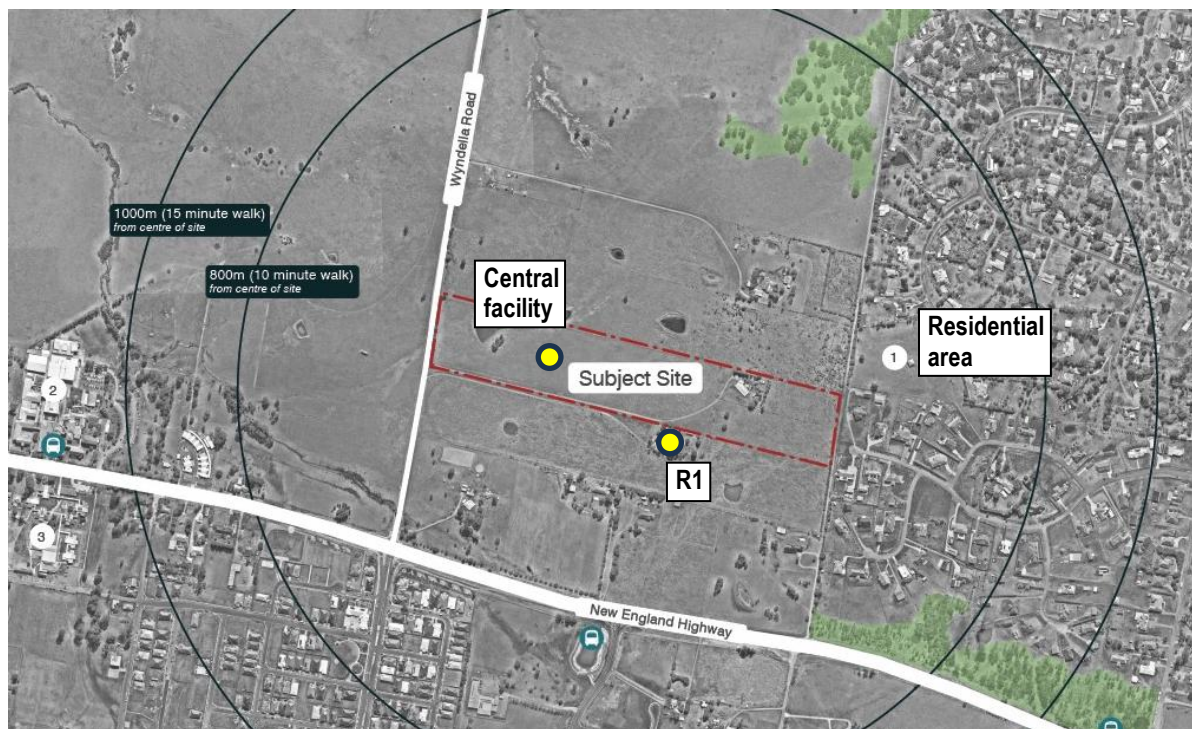 Wyndella Road
1000m (15 minute walk)
from centre of site
800m (10 minute walk)
from centre of site
Central
facility
Subject Site
1
Residential
area
2
R1
3
New England Highway